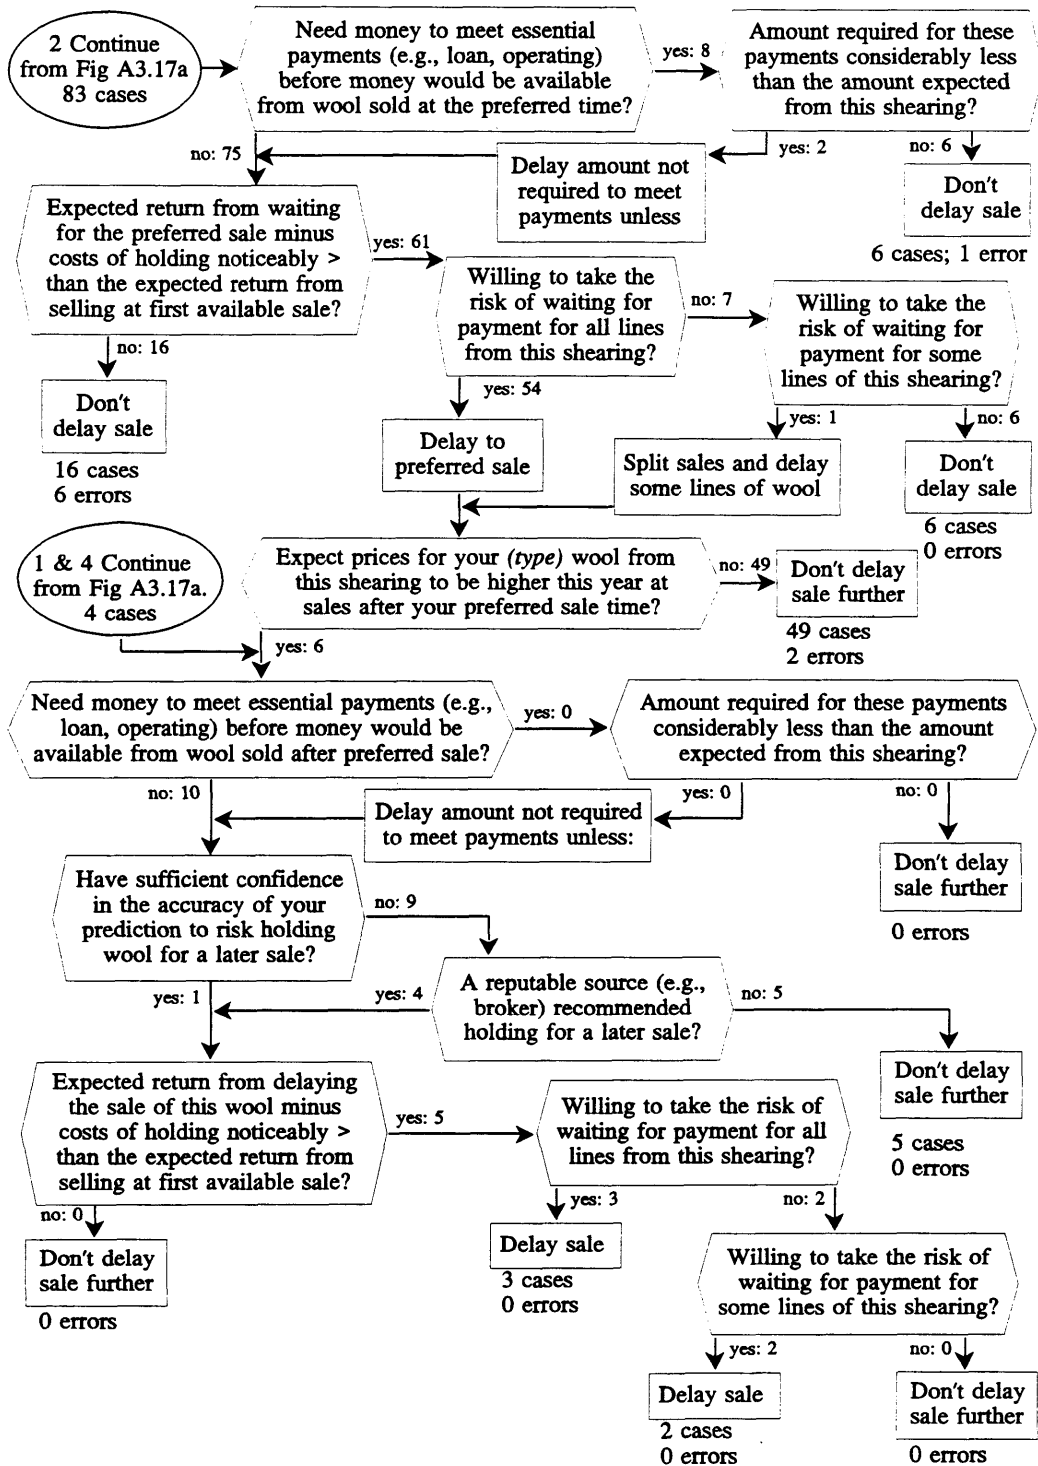 2 Continue
from Fig A3.17a
83 cases
Need money to meet essential
payments (e.g., loan, operating)
before money would be available
from wool sold at the preferred time?
yes: 8
Amount required for these
payments considerably less
than the amount expected
from this shearing?
no: 75
Delay amount not
required to meet
payments unless
yes: 2
no: 6
Don't
delay sale
6 cases; 1 error
Expected return from waiting
for the preferred sale minus
costs of holding noticeably >
than the expected return from
selling at first available sale?
yes: 61
Willing to take the
risk of waiting for
payment for all lines
from this shearing?
no: 7
Willing to take the
risk of waiting for
payment for some
lines of this shearing?
no: 16
Don't
delay sale
16 cases
6 errors
yes: 54
Delay to
preferred sale
yes: 1
Split sales and delay
some lines of wool
no: 6
Don't
delay sale
6 cases
0 errors
1 & 4 Continue
from Fig A3.17a.
4 cases
Expect prices for your (type) wool from
this shearing to be higher this year at
sales after your preferred sale time?
no: 49
Don't delay
sale further
49 cases
2 errors
yes: 6
Need money to meet essential payments (e.g.,
loan, operating) before money would be
available from wool sold after preferred sale?
yes: 0
Amount required for these payments
considerably less than the amount
expected from this shearing?
no: 10
Delay amount not required
to meet payments unless:
yes: 0
no: 0
Don't delay
sale further
0 errors
Have sufficient confidence
in the accuracy of your
prediction to risk holding
wool for a later sale?
no: 9
yes: 1
yes: 4
A reputable source (e.g.,
broker) recommended
holding for a later sale?
no: 5
Don't delay
sale further
5 cases
0 errors
Expected return from delaying
the sale of this wool minus
costs of holding noticeably >
than the expected return from
selling at first available sale?
yes: 5
Willing to take the risk of
waiting for payment for all
lines from this shearing?
no: 0
Don't delay
sale further
0 errors
yes: 3
Delay sale
3 cases
0 errors
no: 2
Willing to take the risk of
waiting for payment for
some lines of this shearing?
yes: 2
Delay sale
2 cases
0 errors
no: 0
Don't delay
sale further
0 errors